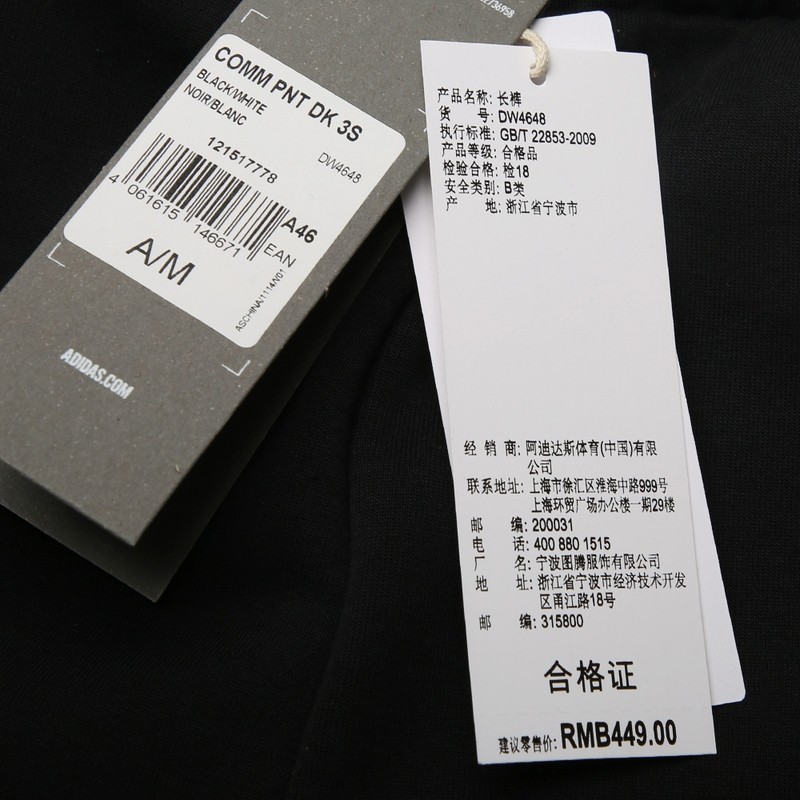 COMM PNT DK 3S
BLACK/WHITE
NOIR/BLANC
121517778
DW4648
4 061615 146671
EAN
A46
A/M
ASCHINA/1114/V01
ADIDAS.COM
产品名称: 长裤
货 号: DW4648
执行标准: GB/T 22853-2009
产品等级: 合格品
检验合格: 检18
安全类别: B类
产 地: 浙江省宁波市
经 销 商: 阿迪达斯体育(中国)有限
公司
联系地址: 上海市徐汇区淮海中路999号
上海环贸广场办公楼一期29楼
邮 编: 200031
电 话: 400 880 1515
厂 名: 宁波图腾服饰有限公司
地 址: 浙江省宁波市经济技术开发
区甬江路18号
邮 编: 315800
合格证
建议零售价: RMB449.00